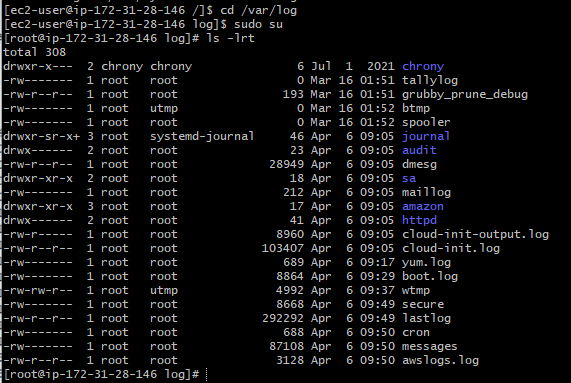 [ec2-user@ip-172-31-28-146 /]$ cd /var/log
[ec2-user@ip-172-31-28-146 log]$ sudo su
[root@ip-172-31-28-146 log]# ls -lrt
total 308
drwxr-x---  2 chrony chrony               6 Jul  1  2021 chrony
-rw-------  1 root   root                 0 Mar 16 01:51 tallylog
-rw-r--r--  1 root   root               193 Mar 16 01:51 grubby_prune_debug
-rw-------  1 root   utmp                 0 Mar 16 01:52 btmp
-rw-------  1 root   root                 0 Mar 16 01:52 spooler
drwxr-sr-x+ 3 root   systemd-journal     46 Apr  6 09:05 journal
drwx------  2 root   root                23 Apr  6 09:05 audit
-rw-r--r--  1 root   root             28949 Apr  6 09:05 dmesg
drwxr-xr-x  2 root   root                18 Apr  6 09:05 sa
-rw-------  1 root   root               212 Apr  6 09:05 maillog
drwxr-xr-x  3 root   root                17 Apr  6 09:05 amazon
drwx------  2 root   root                41 Apr  6 09:05 httpd
-rw-r-----  1 root   root              8960 Apr  6 09:05 cloud-init-output.log
-rw-r--r--  1 root   root            103407 Apr  6 09:05 cloud-init.log
-rw-------  1 root   root               689 Apr  6 09:17 yum.log
-rw-------  1 root   root              8864 Apr  6 09:29 boot.log
-rw-rw-r--  1 root   utmp              4992 Apr  6 09:37 wtmp
-rw-------  1 root   root              8668 Apr  6 09:49 secure
-rw-r--r--  1 root   root            292292 Apr  6 09:49 lastlog
-rw-------  1 root   root               688 Apr  6 09:50 cron
-rw-------  1 root   root             87108 Apr  6 09:50 messages
-rw-r--r--  1 root   root              3128 Apr  6 09:50 awslogs.log
[root@ip-172-31-28-146 log]#